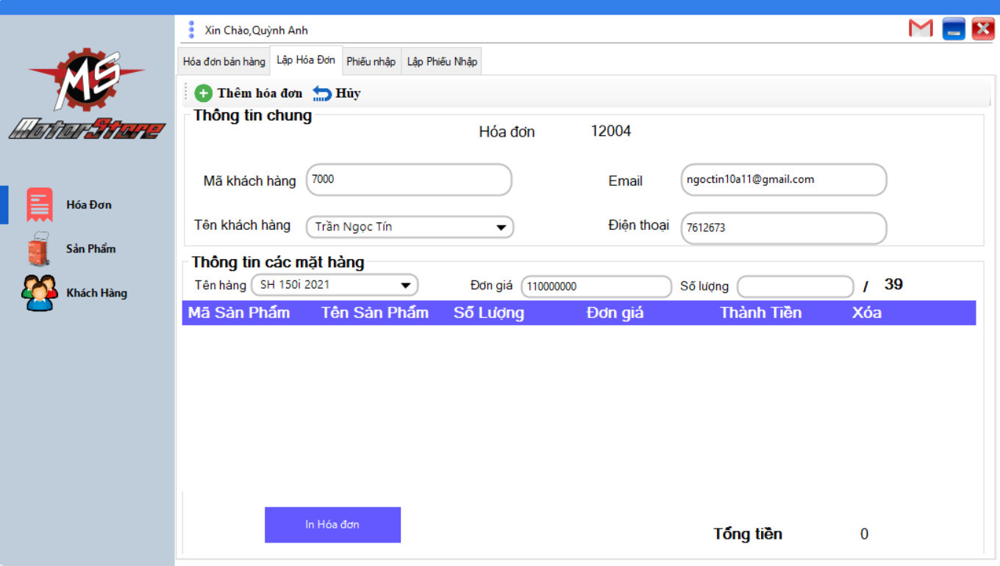 Xin Chào,Quỳnh Anh
MS
MotorStore
Hóa đơn bán hàng Lập Hóa Đơn Phiếu nhập Lập Phiếu Nhập
Thêm hóa đơn Hủy
Thông tin chung
Hóa đơn 12004
Mã khách hàng 7000 Email ngoctin10a11@gmail.com
Tên khách hàng Trần Ngọc Tín Điện thoại 7612673
Hóa Đơn
Sản Phẩm
Khách Hàng
Thông tin các mặt hàng
Tên hàng SH 150i 2021 Đơn giá 110000000 Số lượng / 39
Mã Sản Phẩm Tên Sản Phẩm Số Lượng Đơn giá Thành Tiền Xóa
In Hóa đơn
Tổng tiền 0